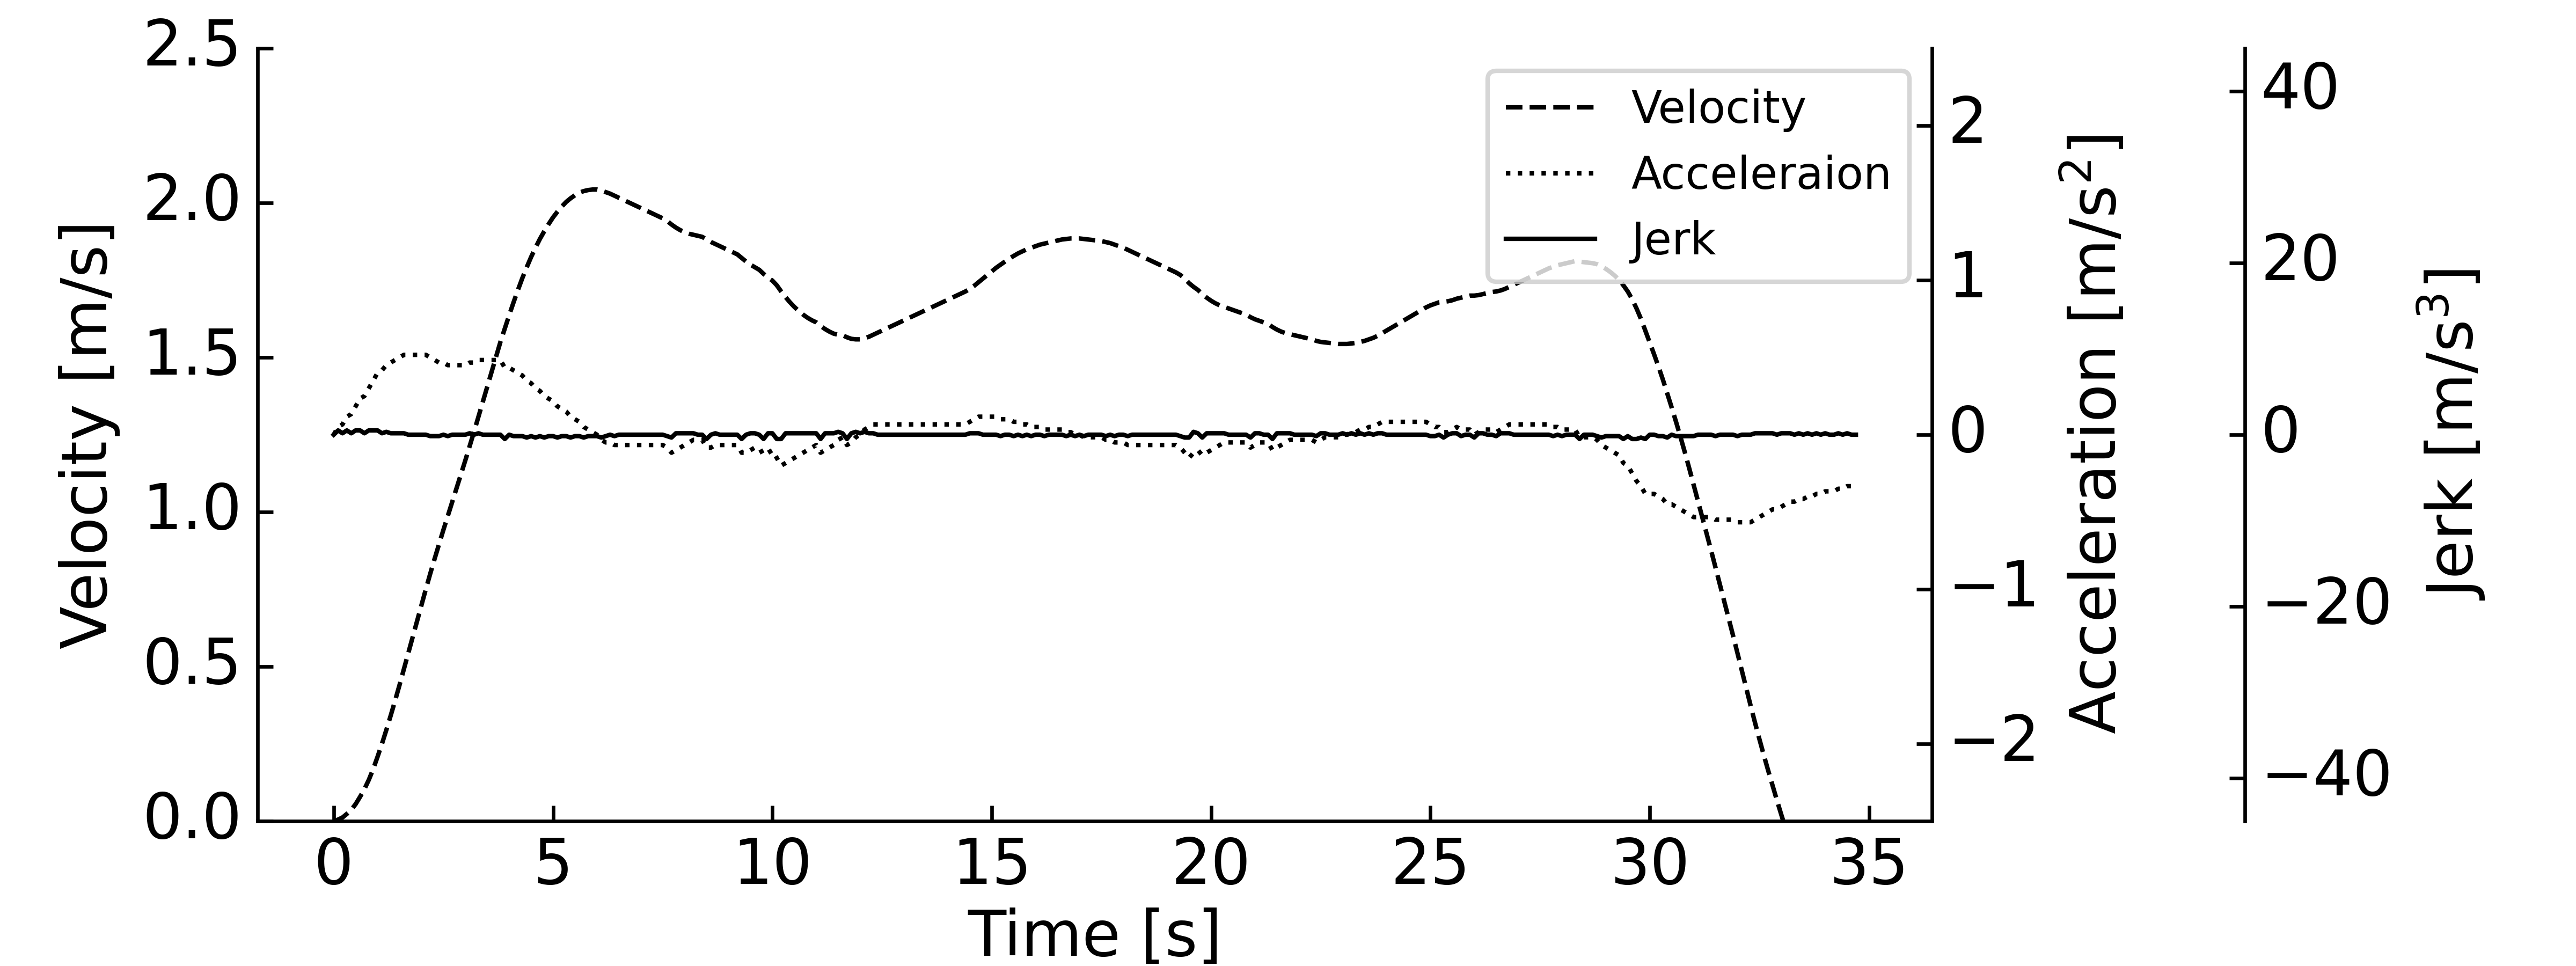 Velocity [m/s]
2.5
2.0
1.5
1.0
0.5
0.0
0 5 10 15 20 25 30 35
Time [s]
Velocity
Acceleraion
Jerk
2
1
0
−1
−2
Acceleration [m/s²]
40
20
0
−20
−40
Jerk [m/s³]